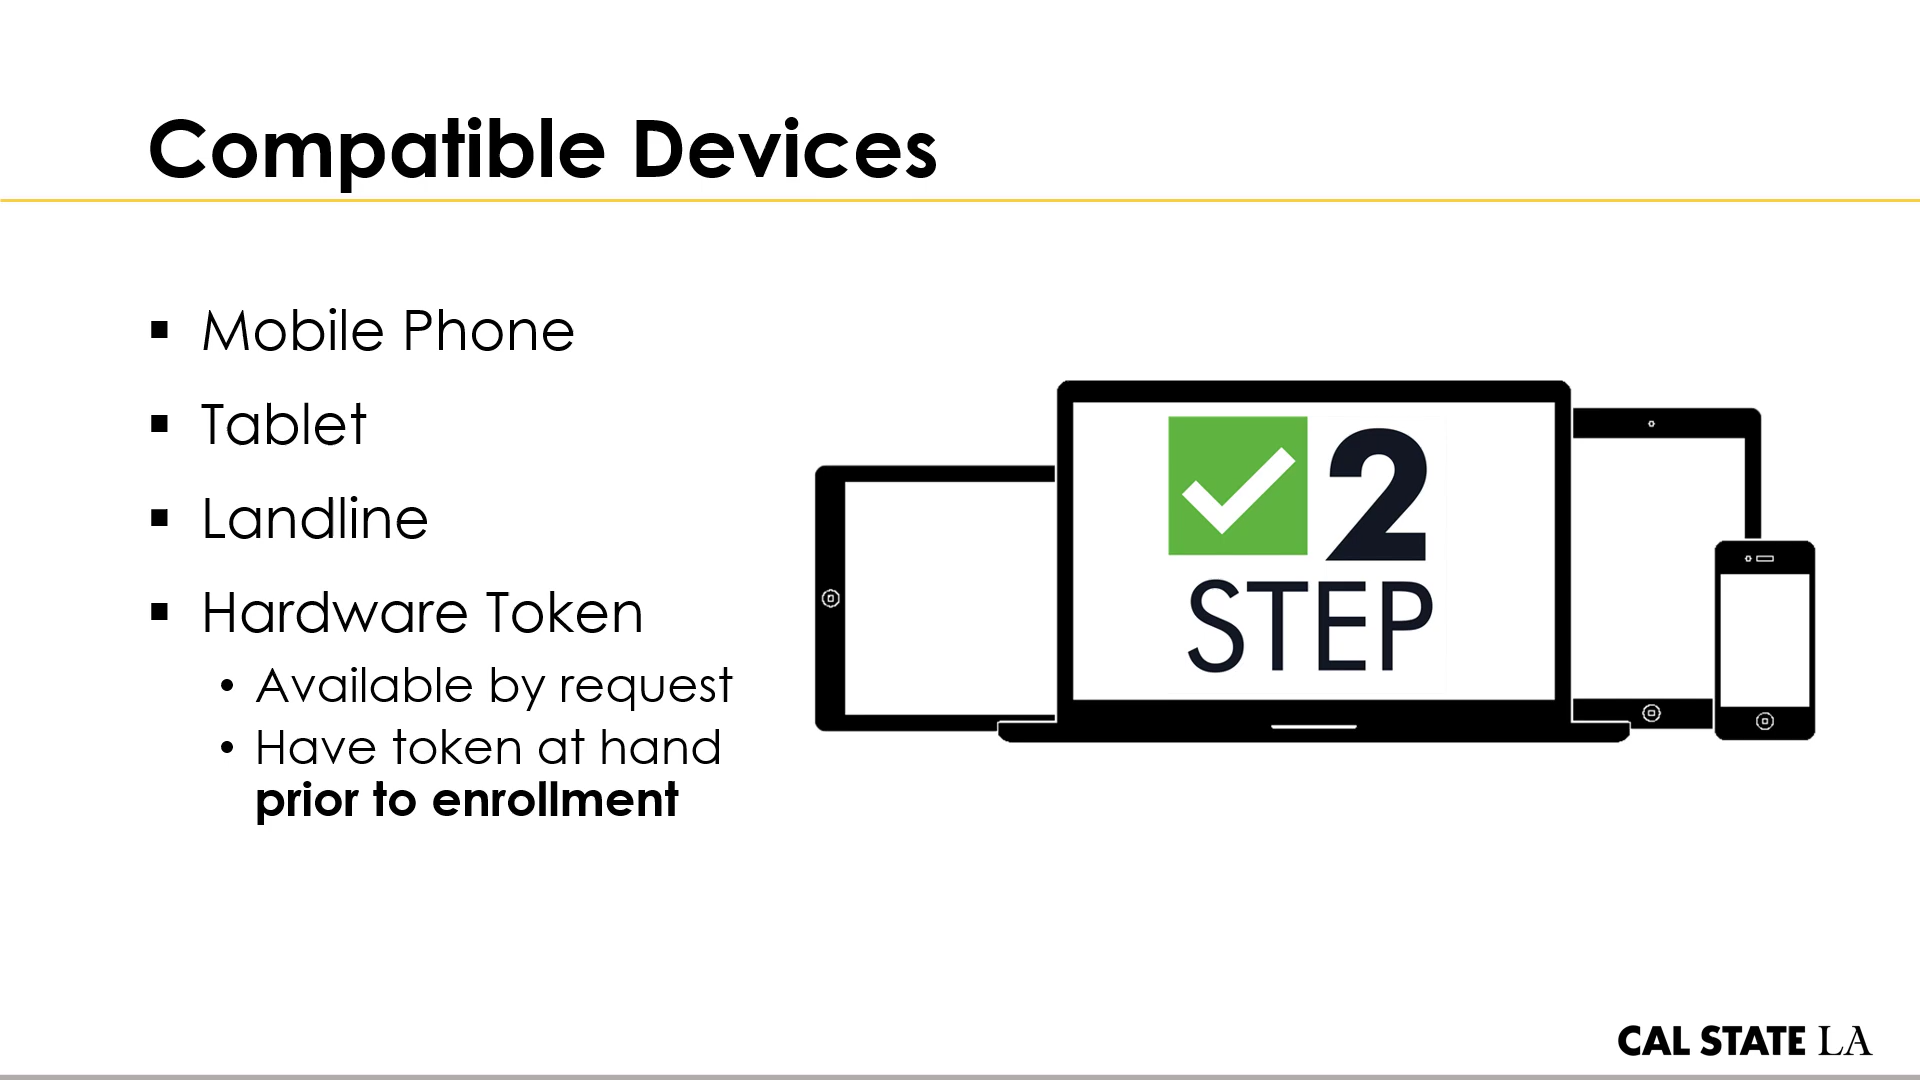 Compatible Devices
▪ Mobile Phone
▪ Tablet
▪ Landline
▪ Hardware Token
• Available by request
• Have token at hand
prior to enrollment
2
STEP
CAL STATE LA